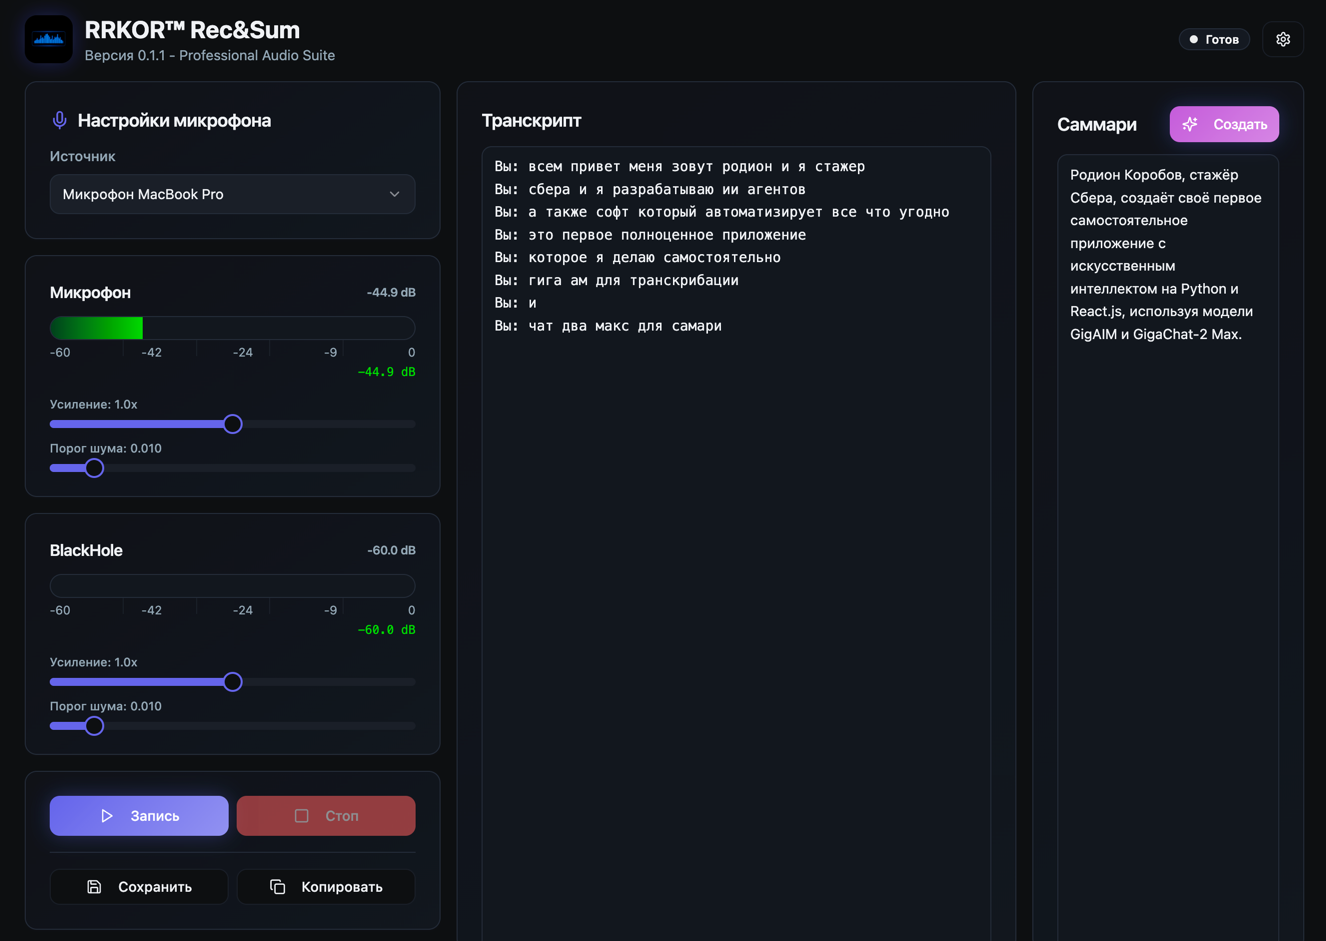 RRKOR™ Rec&Sum
Версия 0.1.1 - Professional Audio Suite
Готов
Настройки микрофона
Источник
Микрофон MacBook Pro
Микрофон
-44.9 dB
-60 -42 -24 -9 0
-44.9 dB
Усиление: 1.0x
Порог шума: 0.010
BlackHole
-60.0 dB
-60 -42 -24 -9 0
-60.0 dB
Усиление: 1.0x
Порог шума: 0.010
Запись
Стоп
Сохранить
Копировать
Транскрипт
Вы: всем привет меня зовут родион и я стажер
Вы: сбера и я разрабатываю ии агентов
Вы: а также софт который автоматизирует все что угодно
Вы: это первое полноценное приложение
Вы: которое я делаю самостоятельно
Вы: гига ам для транскрибации
Вы: и
Вы: чат два макс для самари
Саммари
Создать
Родион Коробов, стажёр
Сбера, создаёт своё первое
самостоятельное
приложение с
искусственным
интеллектом на Python и
React.js, используя модели
GigAIM и GigaChat-2 Max.